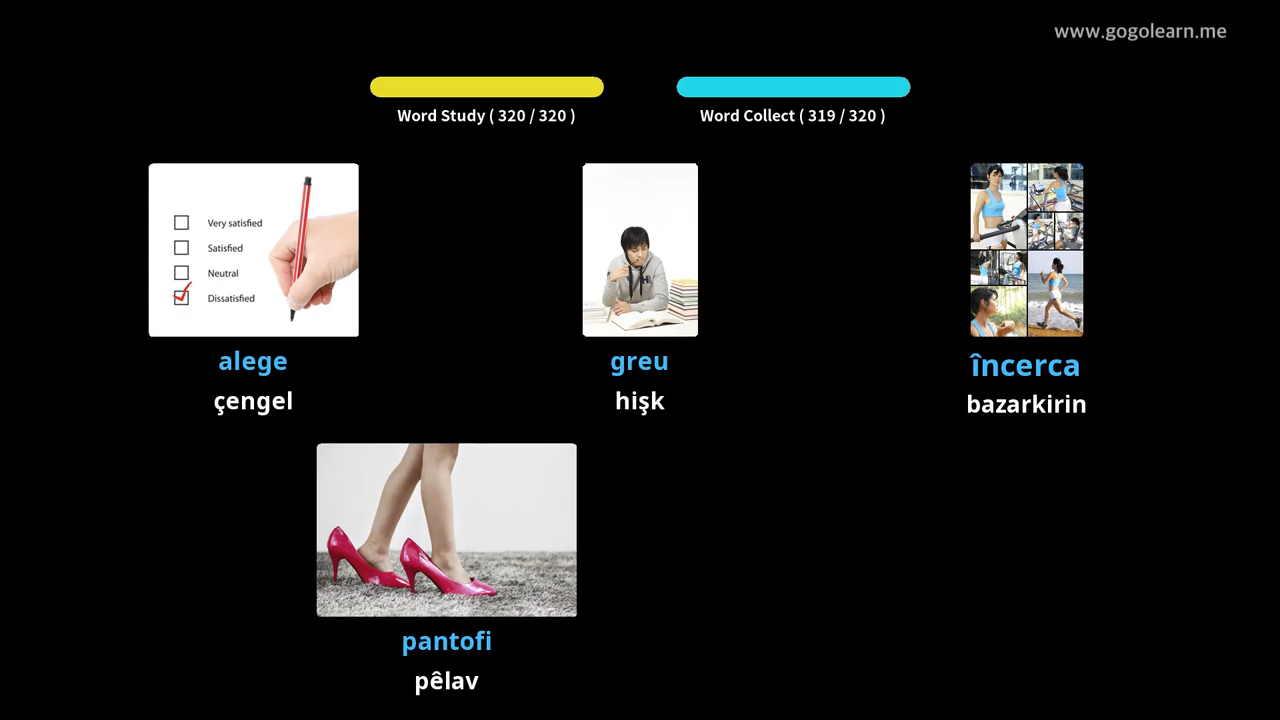 www.gogolearn.me
Word Study ( 320 / 320 )
Word Collect ( 319 / 320 )
Very satisfied
Satisfied
Neutral
Dissatisfied
alege
çengel
greu
hişk
încerca
bazarkirin
pantofi
pêlav